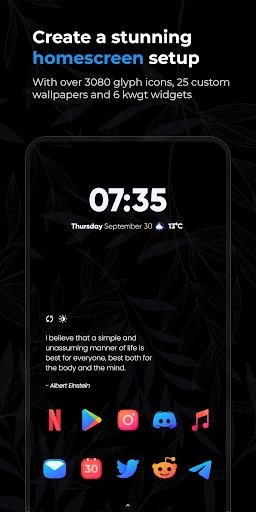 Create a stunning
homescreen setup
With over 3080 glyph icons, 25 custom
wallpapers and 6 kwgt widgets
07:35
Thursday September 30 13°C
I believe that a simple and
unassuming manner of life is
best for everyone, best both for
the body and the mind.
~ Albert Einstein
30